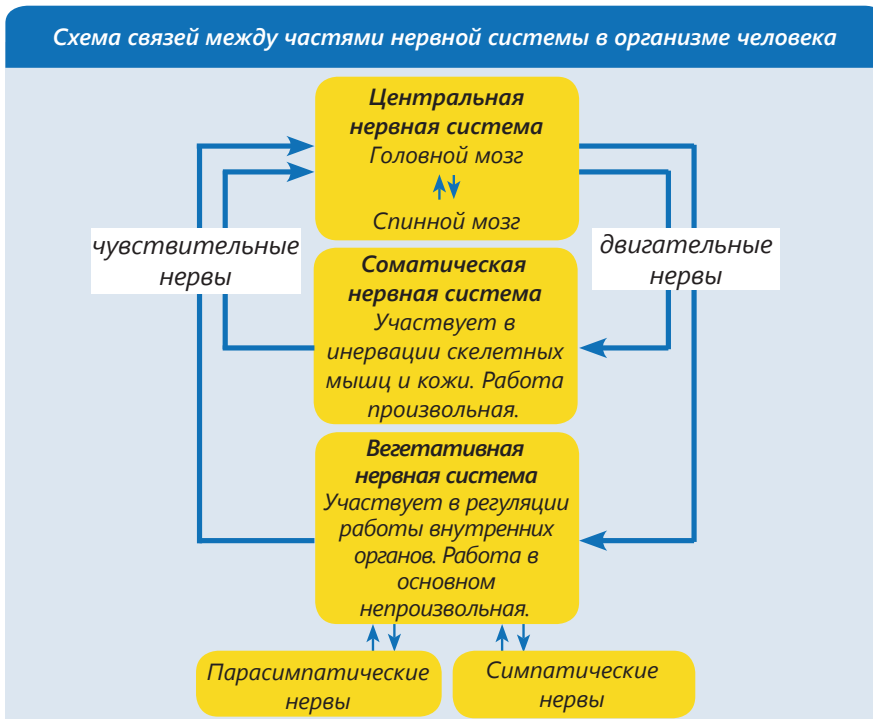 Схема связей между частями нервной системы в организме человека
Центральная
нервная система
Головной мозг
Спинной мозг
чувствительные
нервы
двигательные
нервы
Соматическая
нервная система
Участвует в
инервации скелетных
мышц и кожи. Работа
произвольная.
Вегетативная
нервная система
Участвует в регуляции
работы внутренних
органов. Работа в
основном
непроизвольная.
Парасимпатические
нервы
Симпатические
нервы